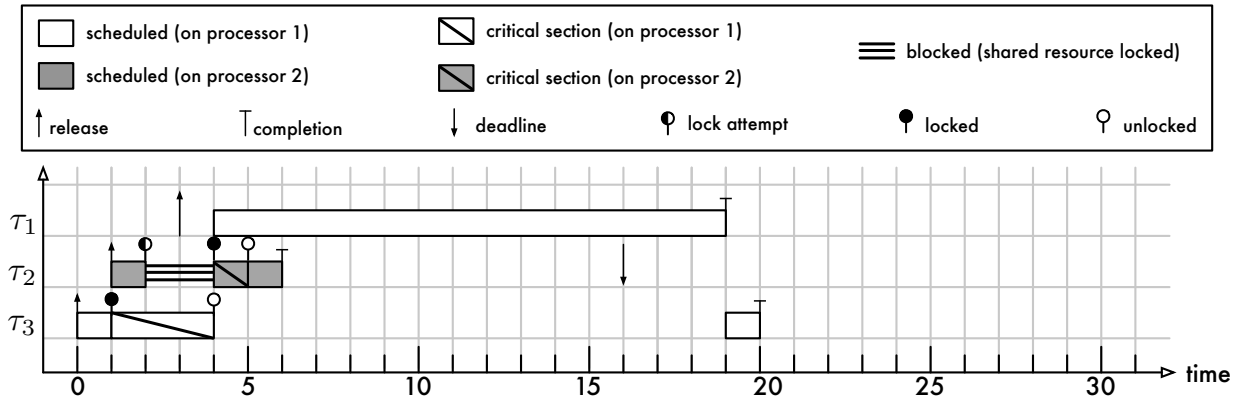 scheduled (on processor 1)
critical section (on processor 1)
blocked (shared resource locked)
scheduled (on processor 2)
critical section (on processor 2)
release
completion
deadline
lock attempt
locked
unlocked
τ1
τ2
τ3
0 5 10 15 20 25 30 time